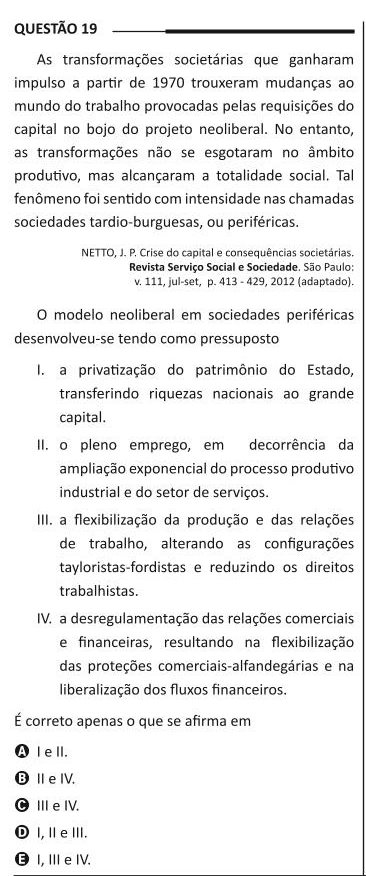 QUESTÃO 19
As transformações societárias que ganharam
impulso a partir de 1970 trouxeram mudanças ao
mundo do trabalho provocadas pelas requisições do
capital no bojo do projeto neoliberal. No entanto,
as transformações não se esgotaram no âmbito
produtivo, mas alcançaram a totalidade social. Tal
fenômeno foi sentido com intensidade nas chamadas
sociedades tardio-burguesas, ou periféricas.
NETTO, J. P. Crise do capital e consequências societárias.
Revista Serviço Social e Sociedade. São Paulo:
v. 111, jul-set, p. 413 - 429, 2012 (adaptado).
O modelo neoliberal em sociedades periféricas
desenvolveu-se tendo como pressuposto
I. a privatização do patrimônio do Estado,
transferindo riquezas nacionais ao grande
capital.
II. o pleno emprego, em decorrência da
ampliação exponencial do processo produtivo
industrial e do setor de serviços.
III. a flexibilização da produção e das relações
de trabalho, alterando as configurações
tayloristas-fordistas e reduzindo os direitos
trabalhistas.
IV. a desregulamentação das relações comerciais
e financeiras, resultando na flexibilização
das proteções comerciais-alfandegárias e na
liberalização dos fluxos financeiros.
É correto apenas o que se afirma em
A I e II.
B II e IV.
C III e IV.
D I, II e III.
E I, III e IV.